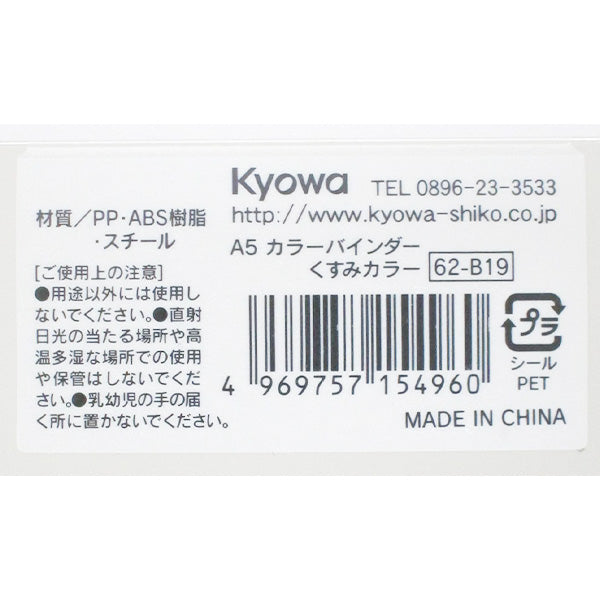 Kyowa TEL 0896-23-3533
http://www.kyowa-shiko.co.jp
材質／PP・ABS樹脂
・スチール
[ご使用上の注意]
●用途以外には使用し
ないでください。●直射
日光の当たる場所や高
温多湿な場所での使用
や保管はしないでくだ
さい。●乳幼児の手の届
く所に置かないでください。
A5 カラーバインダー
くすみカラー 62-B19
4 969757 154960
プラ
シール
PET
MADE IN CHINA